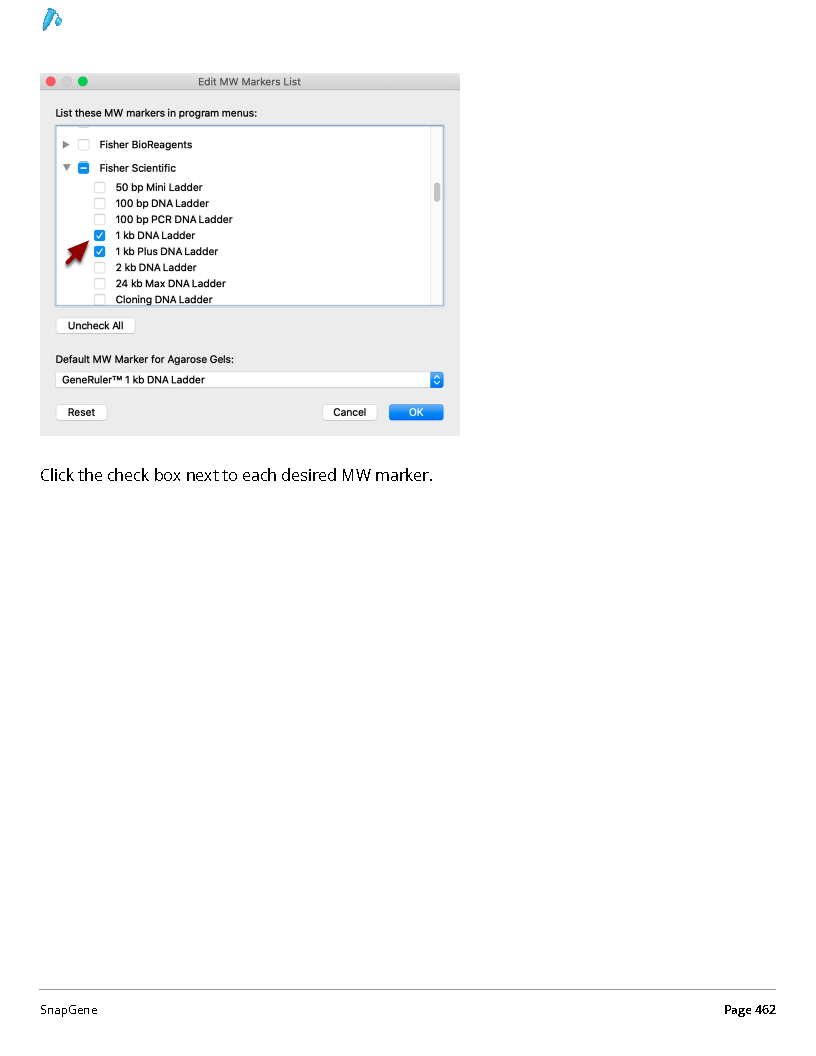 Edit MW Markers List
List these MW markers in program menus:
Fisher BioReagents
Fisher Scientific
50 bp Mini Ladder
100 bp DNA Ladder
100 bp PCR DNA Ladder
1 kb DNA Ladder
1 kb Plus DNA Ladder
2 kb DNA Ladder
24 kb Max DNA Ladder
Cloning DNA Ladder
Uncheck All
Default MW Marker for Agarose Gels:
GeneRuler™ 1 kb DNA Ladder
Reset Cancel OK
Click the check box next to each desired MW marker.
SnapGene Page 462